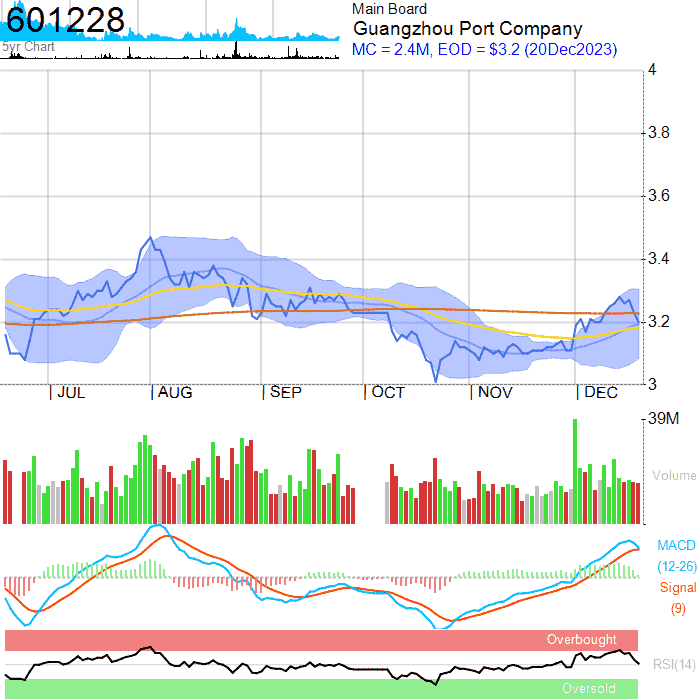 601228
5yr Chart
Main Board
Guangzhou Port Company
MC = 2.4M, EOD = $3.2 (20Dec2023)
4
3.8
3.6
3.4
3.2
3
JUL
AUG
SEP
OCT
NOV
DEC
39M
Volume
MACD
(12-26)
Signal
(9)
Overbought
RSI(14)
Oversold